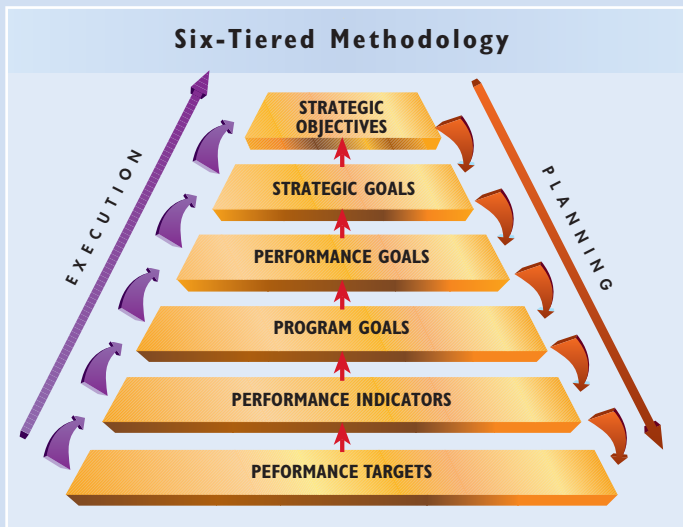 Six-Tiered Methodology
STRATEGIC
OBJECTIVES
STRATEGIC GOALS
PERFORMANCE GOALS
PROGRAM GOALS
PERFORMANCE INDICATORS
PEFORMANCE TARGETS
EXECUTION
PLANNING